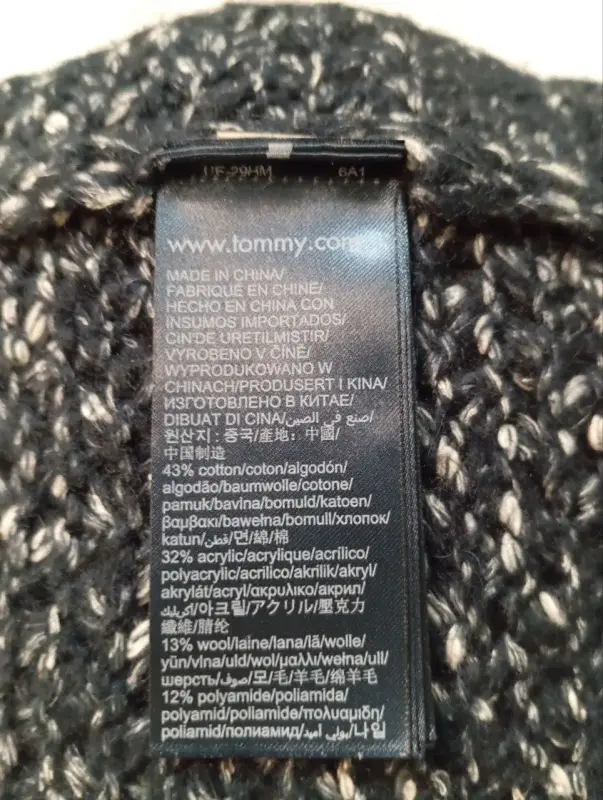 UF-29HM 6A1
www.tommy.com
MADE IN CHINA/
FABRIQUE EN CHINE/
HECHO EN CHINA CON
INSUMOS IMPORTADOS/
CIN'DE URETILMISTIR/
VYROBENO V ČÍNĚ/
WYPRODUKOWANO W
CHINACH/PRODUSERT I KINA/
ИЗГОТОВЛЕНО В КИТАЕ/
DIBUAT DI CINA/صنع في الصين/
원산지 : 중국/產地：中國/
中国制造
43% cotton/coton/algodón/
algodão/baumwolle/cotone/
pamuk/bavlna/bomuld/katoen/
βαμβακι/bawełna/bomull/хлопок/
katun/قطن/면/綿/棉
32% acrylic/acrylique/acrílico/
polyacrylic/acrilico/akrilik/akryl/
akrylát/acryl/ακρυλικο/акрил/
اكريليك/아크릴/アクリル/壓克力
纖維/腈纶
13% wool/laine/lana/lã/wolle/
yün/vlna/uld/wol/μαλλι/wełna/ull/
шерсть/صوف/모/毛/羊毛/绵羊毛
12% polyamide/poliamida/
polyamid/poliamide/πολυαμιδη/
poliamid/полиамид/بولي أميد/나일